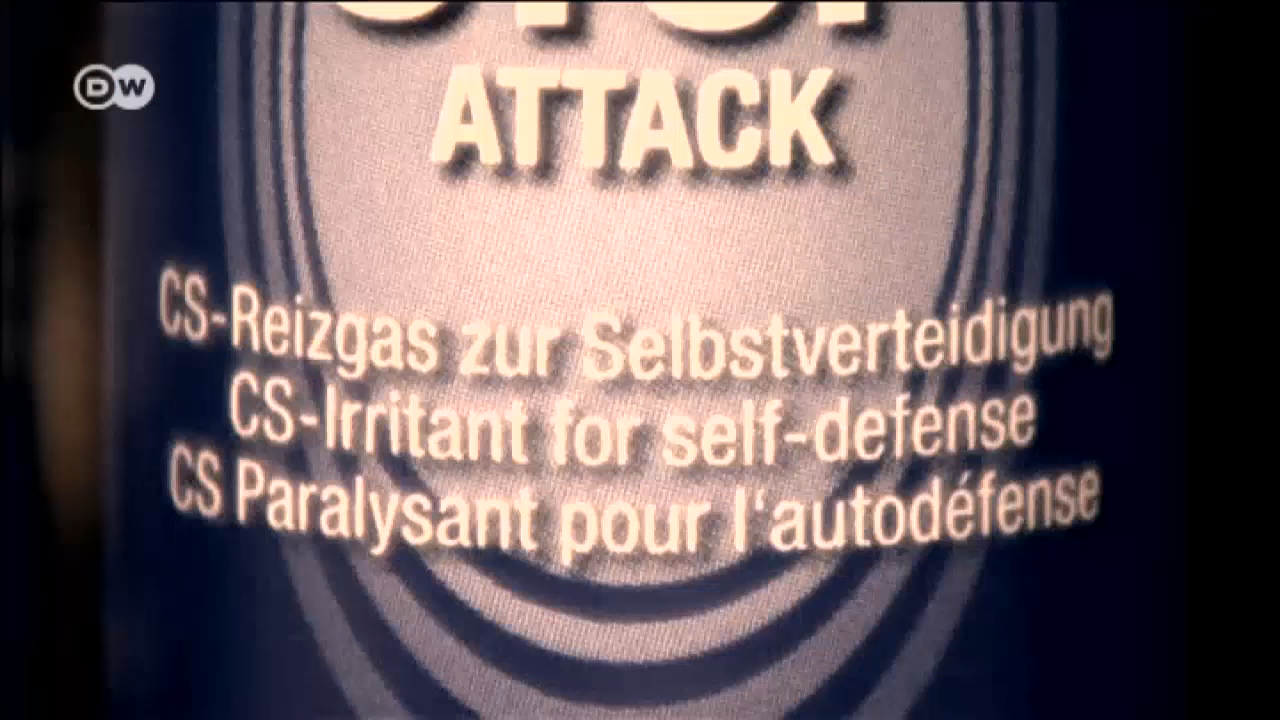 DW
ATTACK
CS-Reizgas zur Selbstverteidigung
CS-Irritant for self-defense
CS Paralysant pour l'autodéfense